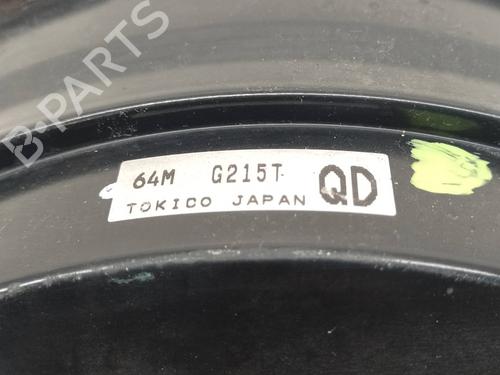 B-PARTS
64M G215T QD
TOKICO JAPAN